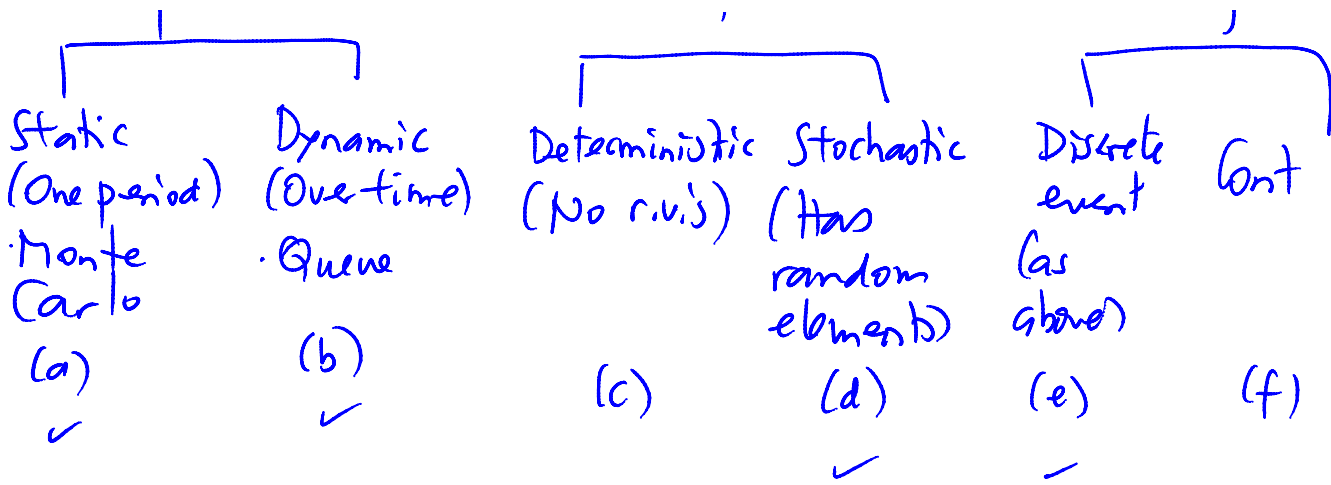 Static
(One period)
·Monte
Carlo
(a)
✓
Dynamic
(Over time)
·Queue
(b)
✓
Deterministic
(No r.v.'s)
(c)
Stochastic
(Has
random
elements)
(d)
✓
Discrete
event
(as
above)
(e)
✓
Cont
(f)